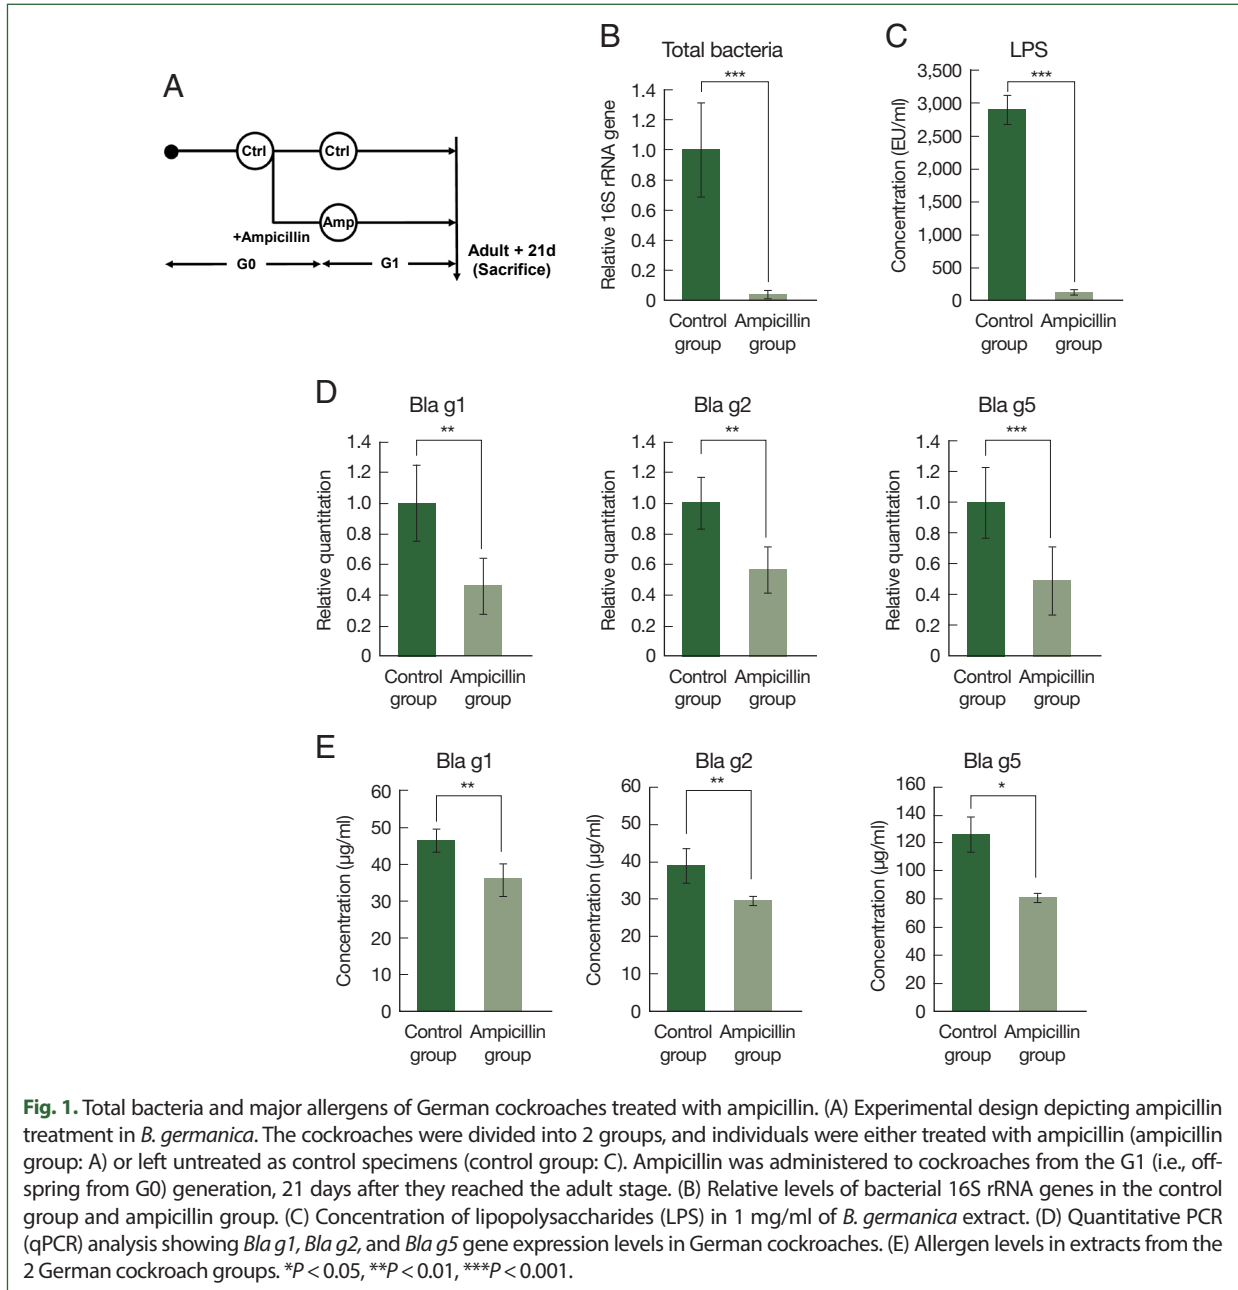 A
Ctrl
Ctrl
Amp
+Ampicillin
G0
G1
Adult + 21d
(Sacrifice)
B
Total bacteria
***
Relative 16S rRNA gene
1.4
1.2
1.0
0.8
0.6
0.4
0.2
0
Control
group
Ampicillin
group
C
LPS
***
Concentration (EU/ml)
3,500
3,000
2,500
2,000
1,500
1,000
500
0
Control
group
Ampicillin
group
D
Bla g1
**
Relative quantitation
1.4
1.2
1.0
0.8
0.6
0.4
0.2
0
Control
group
Ampicillin
group
Bla g2
**
Relative quantitation
1.4
1.2
1.0
0.8
0.6
0.4
0.2
0
Control
group
Ampicillin
group
Bla g5
***
Relative quantitation
1.4
1.2
1.0
0.8
0.6
0.4
0.2
0
Control
group
Ampicillin
group
E
Bla g1
**
Concentration (µg/ml)
60
50
40
30
20
10
0
Control
group
Ampicillin
group
Bla g2
**
Concentration (µg/ml)
60
50
40
30
20
10
0
Control
group
Ampicillin
group
Bla g5
*
Concentration (µg/ml)
160
140
120
100
80
60
40
20
0
Control
group
Ampicillin
group
Fig. 1. Total bacteria and major allergens of German cockroaches treated with ampicillin. (A) Experimental design depicting ampicillin
treatment in B. germanica. The cockroaches were divided into 2 groups, and individuals were either treated with ampicillin (ampicillin
group: A) or left untreated as control specimens (control group: C). Ampicillin was administered to cockroaches from the G1 (i.e., off-
spring from G0) generation, 21 days after they reached the adult stage. (B) Relative levels of bacterial 16S rRNA genes in the control
group and ampicillin group. (C) Concentration of lipopolysaccharides (LPS) in 1 mg/ml of B. germanica extract. (D) Quantitative PCR
(qPCR) analysis showing Bla g1, Bla g2, and Bla g5 gene expression levels in German cockroaches. (E) Allergen levels in extracts from the
2 German cockroach groups. *P < 0.05, **P < 0.01, ***P < 0.001.